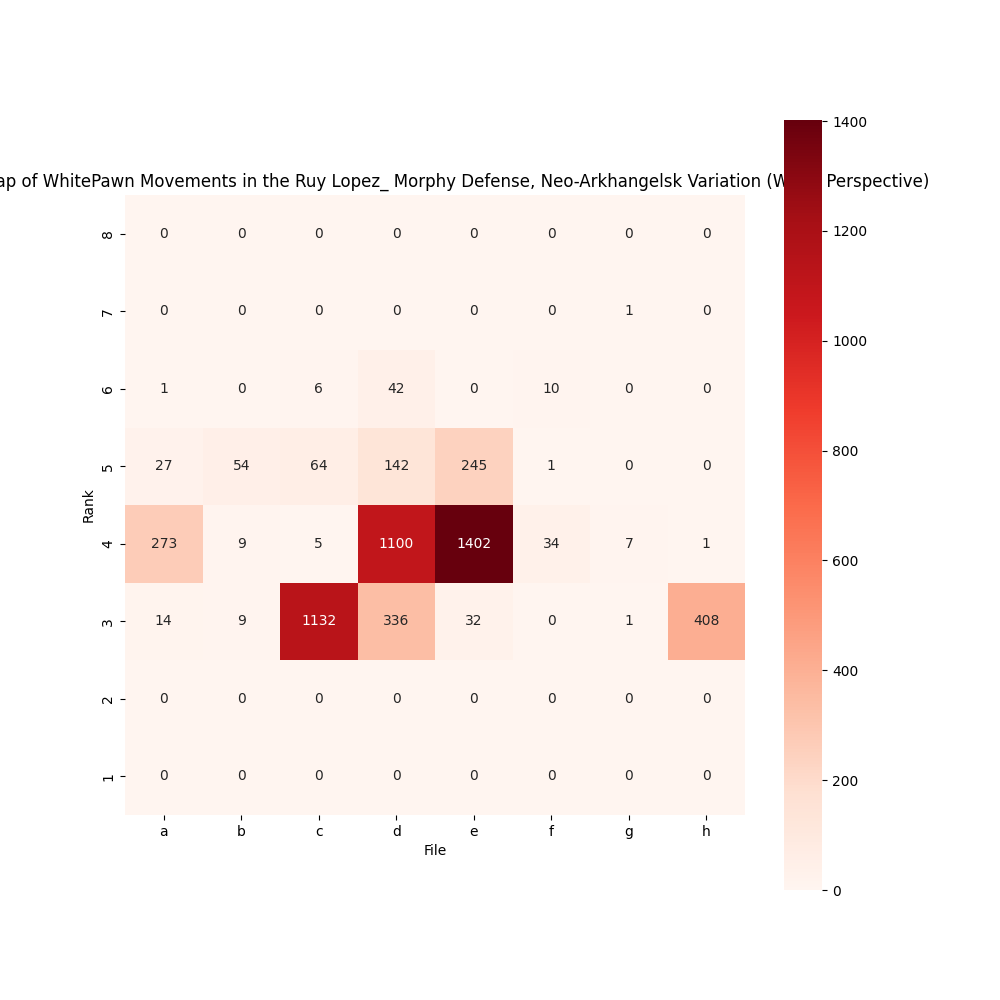 ap of WhitePawn Movements in the Ruy Lopez_ Morphy Defense, Neo-Arkhangelsk Variation (W Perspective)
1400
1200
1000
800
600
400
200
0
Rank
8 0 0 0 0 0 0 0 0
7 0 0 0 0 0 0 1 0
6 1 0 6 42 0 10 0 0
5 27 54 64 142 245 1 0 0
4 273 9 5 1100 1402 34 7 1
3 14 9 1132 336 32 0 1 408
2 0 0 0 0 0 0 0 0
1 0 0 0 0 0 0 0 0
a b c d e f g h
File